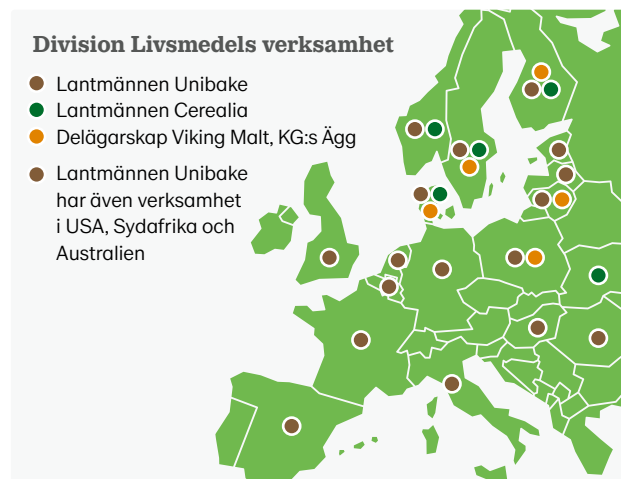 Division Livsmedels verksamhet
Lantmännen Unibake
Lantmännen Cerealia
Delägarskap Viking Malt, KG:s Ägg
Lantmännen Unibake
har även verksamhet
i USA, Sydafrika och
Australien